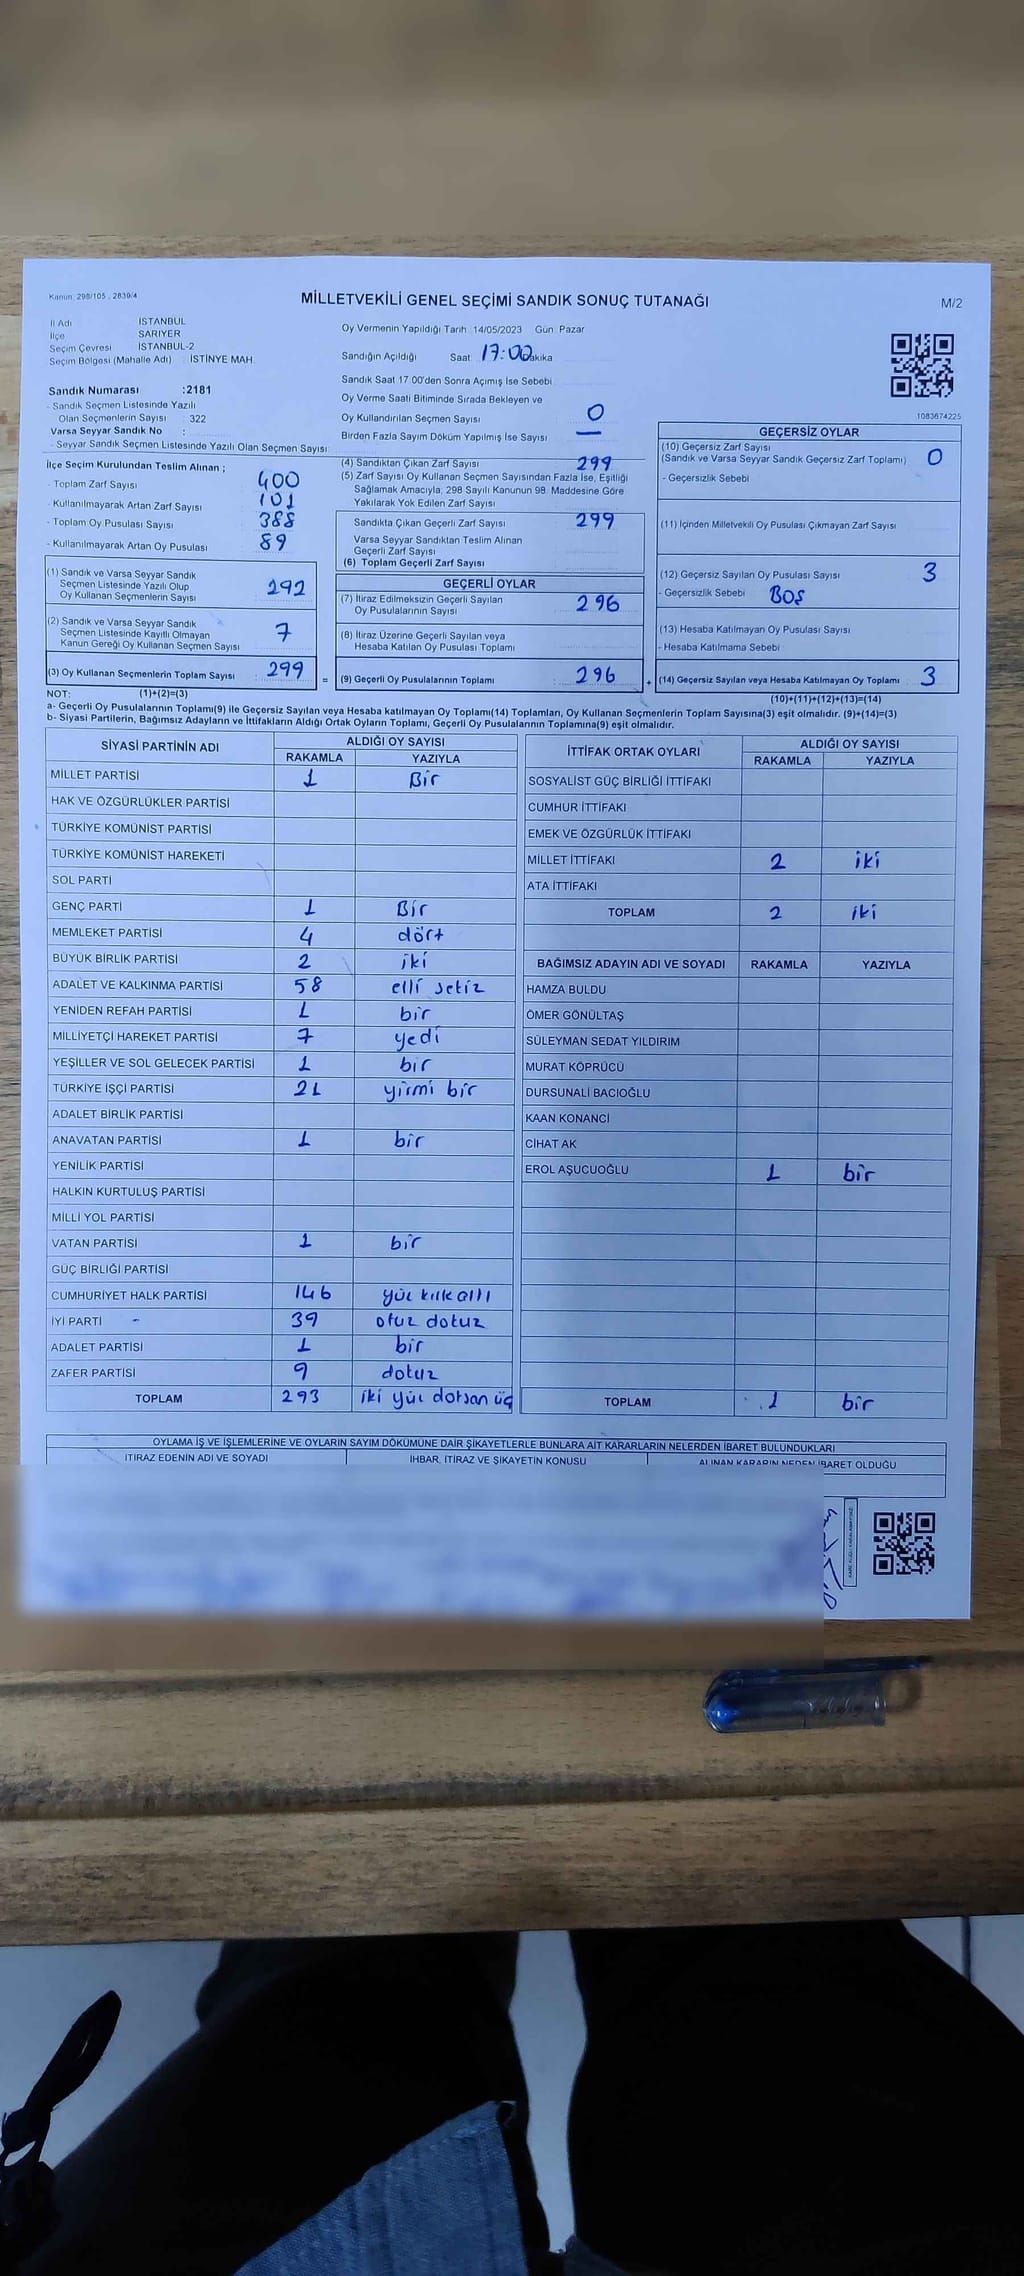 Kanun: 298/105 , 2839/4
MİLLETVEKİLİ GENEL SEÇİMİ SANDIK SONUÇ TUTANAĞI
M/2
İl Adı İSTANBUL
İlçe SARIYER
Seçim Çevresi İSTANBUL-2
Seçim Bölgesi (Mahalle Adı) : İSTİNYE MAH.
Sandık Numarası :2181
- Sandık Seçmen Listesinde Yazılı
Olan Seçmenlerin Sayısı : 322
Varsa Seyyar Sandık No :
- Seyyar Sandık Seçmen Listesinde Yazılı Olan Seçmen Sayısı
Oy Vermenin Yapıldığı Tarih :14/05/2023 Gün: Pazar
Sandığın Açıldığı Saat: 17:00 Dakika
Sandık Saat 17:00'den Sonra Açımış İse Sebebi
Oy Verme Saati Bitiminde Sırada Bekleyen ve
Oy Kullandırılan Seçmen Sayısı 0
Birden Fazla Sayım Döküm Yapılmış İse Sayısı —
1083674225
İlçe Seçim Kurulundan Teslim Alınan ;
- Toplam Zarf Sayısı 400
- Kullanılmayarak Artan Zarf Sayısı 101
- Toplam Oy Pusulası Sayısı 388
- Kullanılmayarak Artan Oy Pusulası 89
(1) Sandık ve Varsa Seyyar Sandık
Seçmen Listesinde Yazılı Olup
Oy Kullanan Seçmenlerin Sayısı 292
(2) Sandık ve Varsa Seyyar Sandık
Seçmen Listesinde Kayıtlı Olmayan
Kanun Gereği Oy Kullanan Seçmen Sayısı 7
(3) Oy Kullanan Seçmenlerin Toplam Sayısı : 299
(4) Sandıktan Çıkan Zarf Sayısı 299
(5) Zarf Sayısı Oy Kullanan Seçmen Sayısından Fazla İse, Eşitliği
Sağlamak Amacıyla, 298 Sayılı Kanunun 98. Maddesine Göre
Yakılarak Yok Edilen Zarf Sayısı
Sandıkta Çıkan Geçerli Zarf Sayısı 299
Varsa Seyyar Sandıktan Teslim Alınan
Geçerli Zarf Sayısı
(6) Toplam Geçerli Zarf Sayısı
GEÇERLİ OYLAR
(7) İtiraz Edilmeksizin Geçerli Sayılan
Oy Pusulalarının Sayısı 296
(8) İtiraz Üzerine Geçerli Sayılan veya
Hesaba Katılan Oy Pusulası Toplamı
= (9) Geçerli Oy Pusulalarının Toplamı 296
GEÇERSİZ OYLAR
(10) Geçersiz Zarf Sayısı
(Sandık ve Varsa Seyyar Sandık Geçersiz Zarf Toplamı) 0
- Geçersizlik Sebebi
(11) İçinden Milletvekili Oy Pusulası Çıkmayan Zarf Sayısı
(12) Geçersiz Sayılan Oy Pusulası Sayısı 3
- Geçersizlik Sebebi BOŞ
(13) Hesaba Katılmayan Oy Pusulası Sayısı
- Hesaba Katılmama Sebebi
+ (14) Geçersiz Sayılan veya Hesaba Katılmayan Oy Toplamı : 3
NOT: (1)+(2)=(3) (10)+(11)+(12)+(13)=(14)
a- Geçerli Oy Pusulalarının Toplamı(9) ile Geçersiz Sayılan veya Hesaba katılmayan Oy Toplamı(14) Toplamları, Oy Kullanan Seçmenlerin Toplam Sayısına(3) eşit olmalıdır. (9)+(14)=(3)
b- Siyasi Partilerin, Bağımsız Adayların ve İttifakların Aldığı Ortak Oyların Toplamı, Geçerli Oy Pusulalarının Toplamına(9) eşit olmalıdır.
SİYASİ PARTİNİN ADI ALDIĞI OY SAYISI
RAKAMLA YAZIYLA
MİLLET PARTİSİ 1 Bir
HAK VE ÖZGÜRLÜKLER PARTİSİ
TÜRKİYE KOMÜNİST PARTİSİ
TÜRKİYE KOMÜNİST HAREKETİ
SOL PARTİ
GENÇ PARTİ 1 Bir
MEMLEKET PARTİSİ 4 dört
BÜYÜK BİRLİK PARTİSİ 2 iki
ADALET VE KALKINMA PARTİSİ 58 elli sekiz
YENİDEN REFAH PARTİSİ 1 bir
MİLLİYETÇİ HAREKET PARTİSİ 7 yedi
YEŞİLLER VE SOL GELECEK PARTİSİ 1 bir
TÜRKİYE İŞÇİ PARTİSİ 21 yirmi bir
ADALET BİRLİK PARTİSİ
ANAVATAN PARTİSİ 1 bir
YENİLİK PARTİSİ
HALKIN KURTULUŞ PARTİSİ
MİLLİ YOL PARTİSİ
VATAN PARTİSİ 1 bir
GÜÇ BİRLİĞİ PARTİSİ
CUMHURİYET HALK PARTİSİ 146 yüz kırk altı
İYİ PARTİ 39 otuz dokuz
ADALET PARTİSİ 1 bir
ZAFER PARTİSİ 9 dokuz
TOPLAM 293 iki yüz doksan üç
İTTİFAK ORTAK OYLARI ALDIĞI OY SAYISI
RAKAMLA YAZIYLA
SOSYALİST GÜÇ BİRLİĞİ İTTİFAKI
CUMHUR İTTİFAKI
EMEK VE ÖZGÜRLÜK İTTİFAKI
MİLLET İTTİFAKI 2 iki
ATA İTTİFAKI
TOPLAM 2 iki
BAĞIMSIZ ADAYIN ADI VE SOYADI RAKAMLA YAZIYLA
HAMZA BULDU
ÖMER GÖNÜLTAŞ
SÜLEYMAN SEDAT YILDIRIM
MURAT KÖPRÜCÜ
DURSUNALİ BACIOĞLU
KAAN KONANCİ
CİHAT AK
EROL AŞUCUOĞLU 1 bir
TOPLAM 1 bir
OYLAMA İŞ VE İŞLEMLERİNE VE OYLARIN SAYIM DÖKÜMÜNE DAİR ŞİKAYETLERLE BUNLARA AİT KARARLARIN NELERDEN İBARET BULUNDUKLARI
İTİRAZ EDENİN ADI VE SOYADI İHBAR, İTİRAZ VE ŞİKAYETİN KONUSU ALINAN KARARIN NEDEN İBARET OLDUĞU